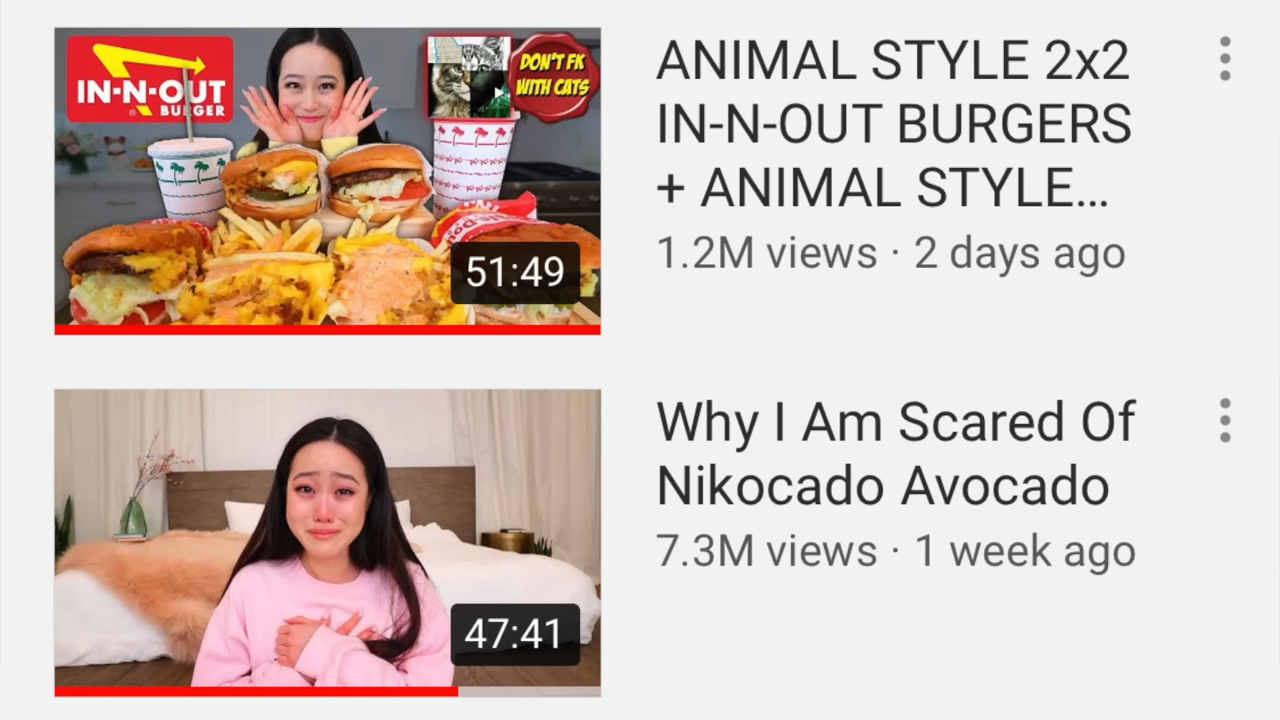 IN-N-OUT
BURGER
DON'T FK
WITH CATS
51:49
ANIMAL STYLE 2x2
IN-N-OUT BURGERS
+ ANIMAL STYLE...
1.2M views · 2 days ago
47:41
Why I Am Scared Of
Nikocado Avocado
7.3M views · 1 week ago